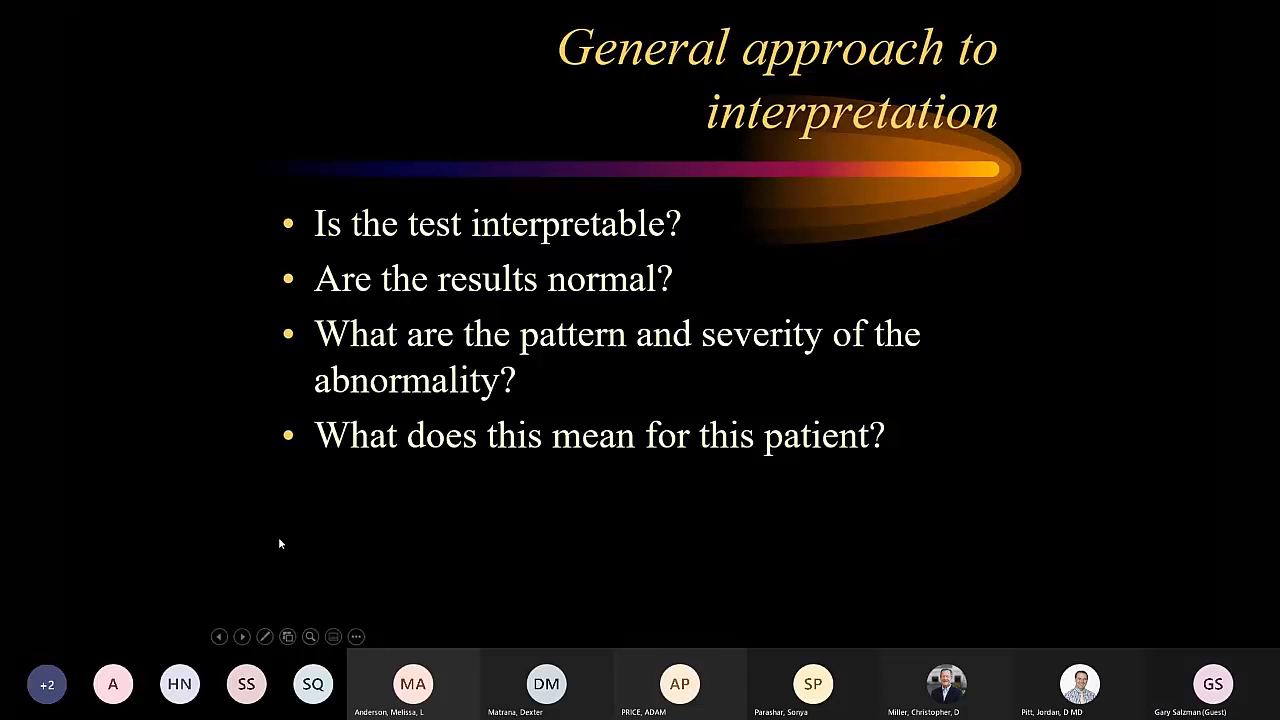 General approach to
interpretation
• Is the test interpretable?
• Are the results normal?
• What are the pattern and severity of the
abnormality?
• What does this mean for this patient?
+2
A
HN
SS
SQ
MA
DM
AP
SP
GS
Anderson, Melissa, L
Matrana, Dexter
PRICE, ADAM
Parashar, Sonya
Miller, Christopher, D
Pitt, Jordan, D MD
Gary Salzman (Guest)